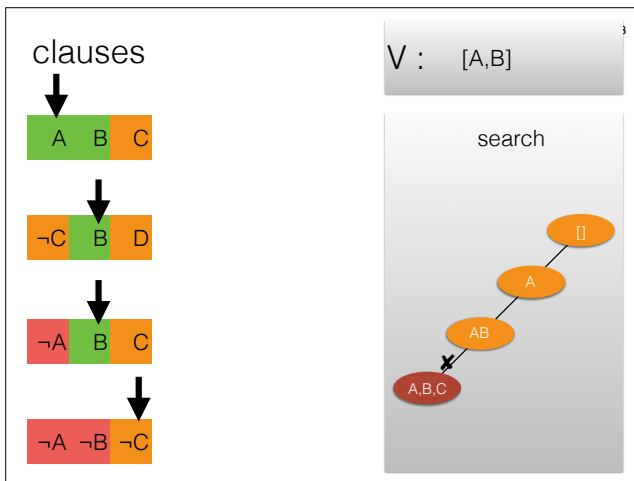 clauses
A B C
¬C B D
¬A B C
¬A ¬B ¬C
V : [A,B]
search
[]
A
AB
A,B,C